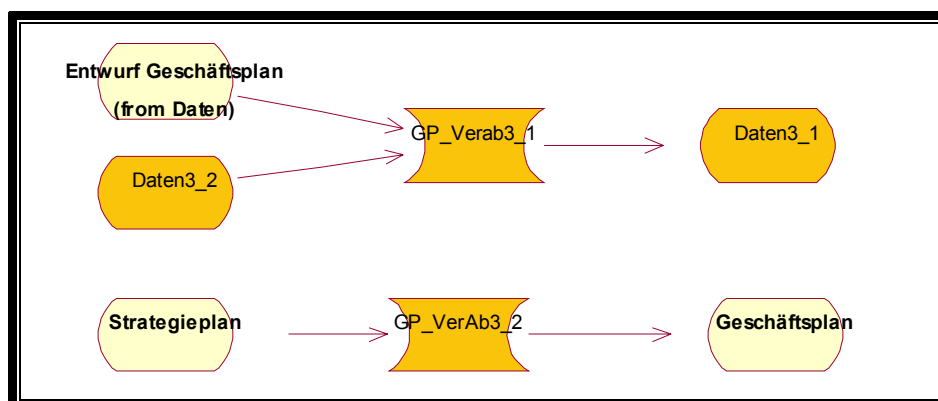 Entwurf Geschäftsplan
(from Daten)
GP_Verab3_1
Daten3_1
Daten3_2
Strategieplan
GP_VerAb3_2
Geschäftsplan